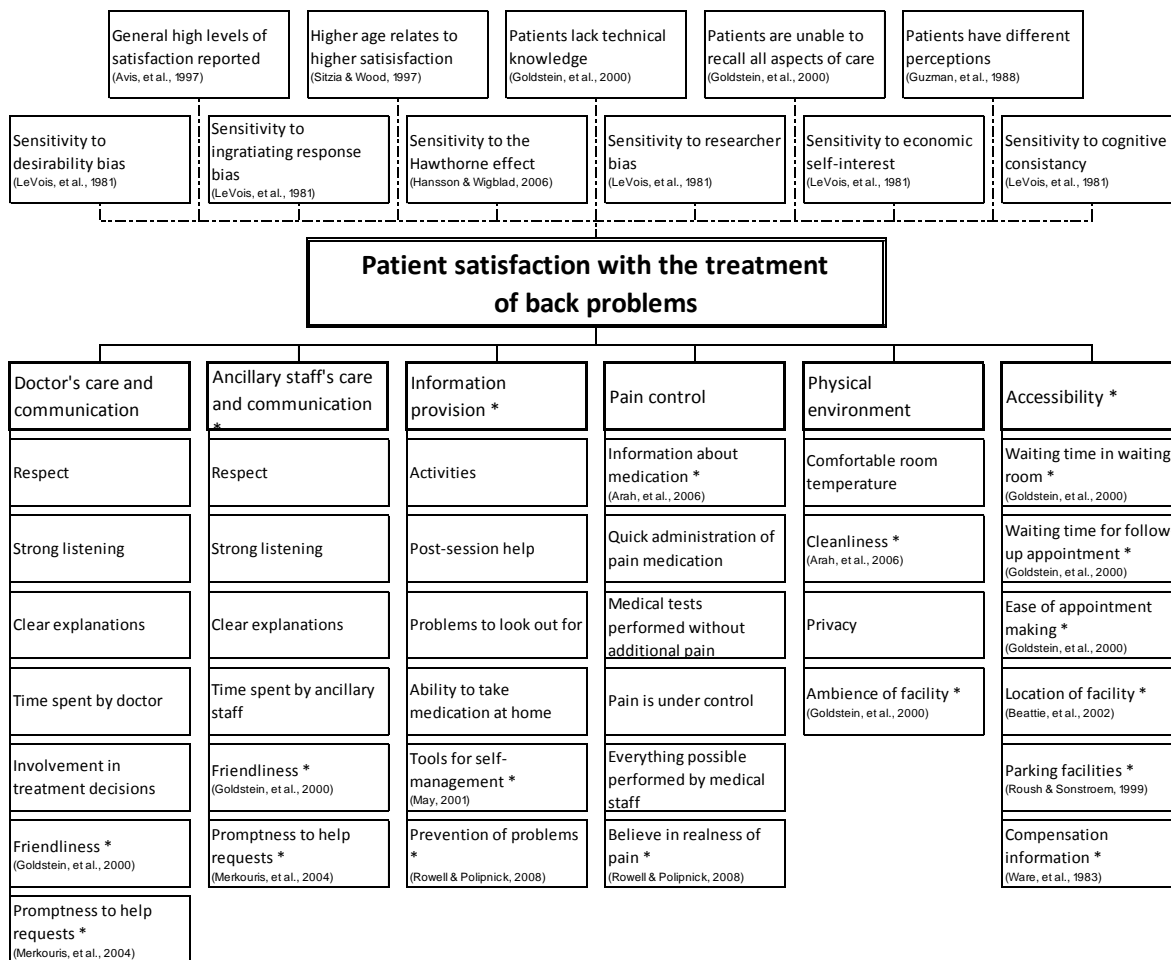 General high levels of
satisfaction reported
(Avis, et al., 1997)
Higher age relates to
higher satisisfaction
(Sitzia & Wood, 1997)
Patients lack technical
knowledge
(Goldstein, et al., 2000)
Patients are unable to
recall all aspects of care
(Goldstein, et al., 2000)
Patients have different
perceptions
(Guzman, et al., 1988)
Sensitivity to
desirability bias
(LeVois, et al., 1981)
Sensitivity to
ingratiating response
bias
(LeVois, et al., 1981)
Sensitivity to the
Hawthorne effect
(Hansson & Wigblad, 2006)
Sensitivity to researcher
bias
(LeVois, et al., 1981)
Sensitivity to economic
self-interest
(LeVois, et al., 1981)
Sensitivity to cognitive
consistancy
(LeVois, et al., 1981)
Patient satisfaction with the treatment
of back problems
Doctor's care and
communication
Respect
Strong listening
Clear explanations
Time spent by doctor
Involvement in
treatment decisions
Friendliness *
(Goldstein, et al., 2000)
Promptness to help
requests *
(Merkouris, et al., 2004)
Ancillary staff's care
and communication
*
Respect
Strong listening
Clear explanations
Time spent by ancillary
staff
Friendliness *
(Goldstein, et al., 2000)
Promptness to help
requests *
(Merkouris, et al., 2004)
Information
provision *
Activities
Post-session help
Problems to look out for
Ability to take
medication at home
Tools for self-
management *
(May, 2001)
Prevention of problems
*
(Rowell & Polipnick, 2008)
Pain control
Information about
medication *
(Arah, et al., 2006)
Quick administration of
pain medication
Medical tests
performed without
additional pain
Pain is under control
Everything possible
performed by medical
staff
Believe in realness of
pain *
(Rowell & Polipnick, 2008)
Physical
environment
Comfortable room
temperature
Cleanliness *
(Arah, et al., 2006)
Privacy
Ambience of facility *
(Goldstein, et al., 2000)
Accessibility *
Waiting time in waiting
room *
(Goldstein, et al., 2000)
Waiting time for follow
up appointment *
(Goldstein, et al., 2000)
Ease of appointment
making *
(Goldstein, et al., 2000)
Location of facility *
(Beattie, et al., 2002)
Parking facilities *
(Roush & Sonstroem, 1999)
Compensation
information *
(Ware, et al., 1983)